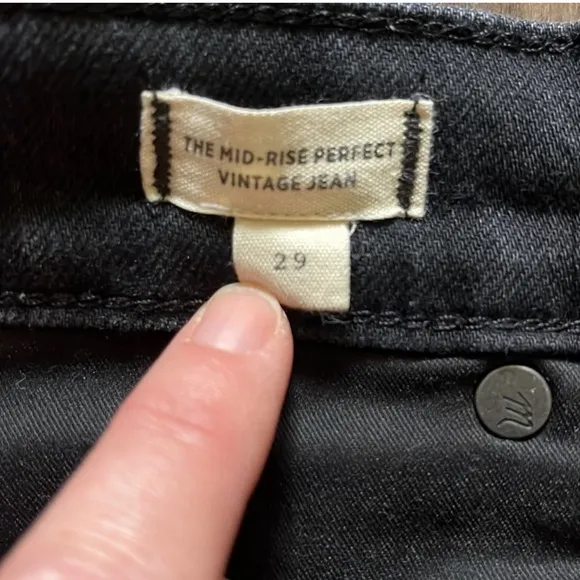 THE MID-RISE PERFECT
VINTAGE JEAN
29